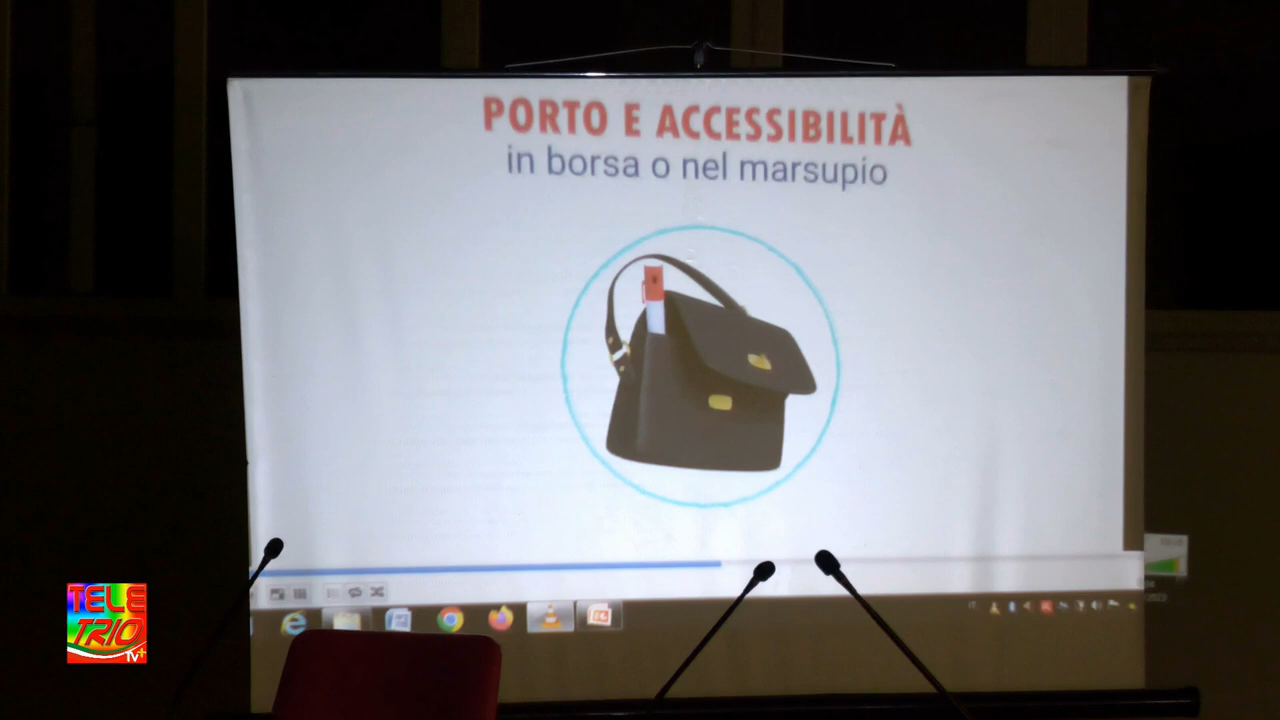 PORTO E ACCESSIBILITÀ
in borsa o nel marsupio
TELE
TRIO
TV+